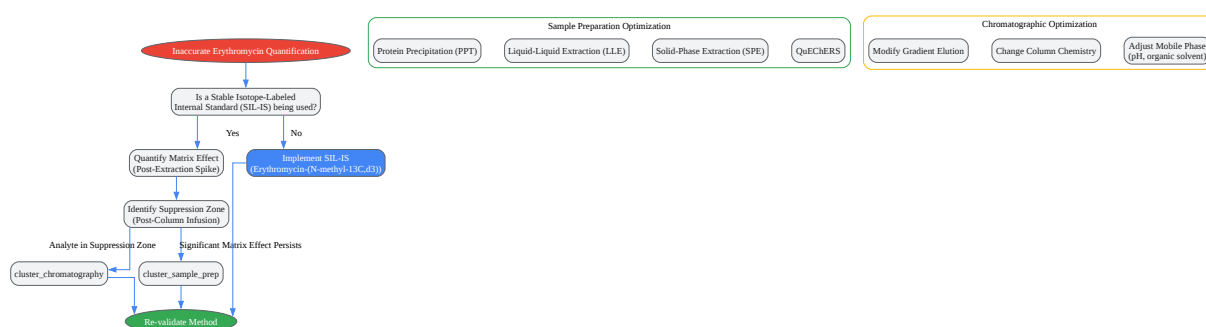 Sample Preparation Optimization
Chromatographic Optimization
Inaccurate Erythromycin Quantification
Protein Precipitation (PPT)
Liquid-Liquid Extraction (LLE)
Solid-Phase Extraction (SPE)
QuEChERS
Modify Gradient Elution
Change Column Chemistry
Adjust Mobile Phase
(pH, organic solvent)
Is a Stable Isotope-Labeled
Internal Standard (SIL-IS) being used?
Yes
No
Quantify Matrix Effect
(Post-Extraction Spike)
Implement SIL-IS
(Erythromycin-(N-methyl-13C,d3))
Identify Suppression Zone
(Post-Column Infusion)
Analyte in Suppression Zone
Significant Matrix Effect Persists
cluster_chromatography
cluster_sample_prep
Re-validate Method